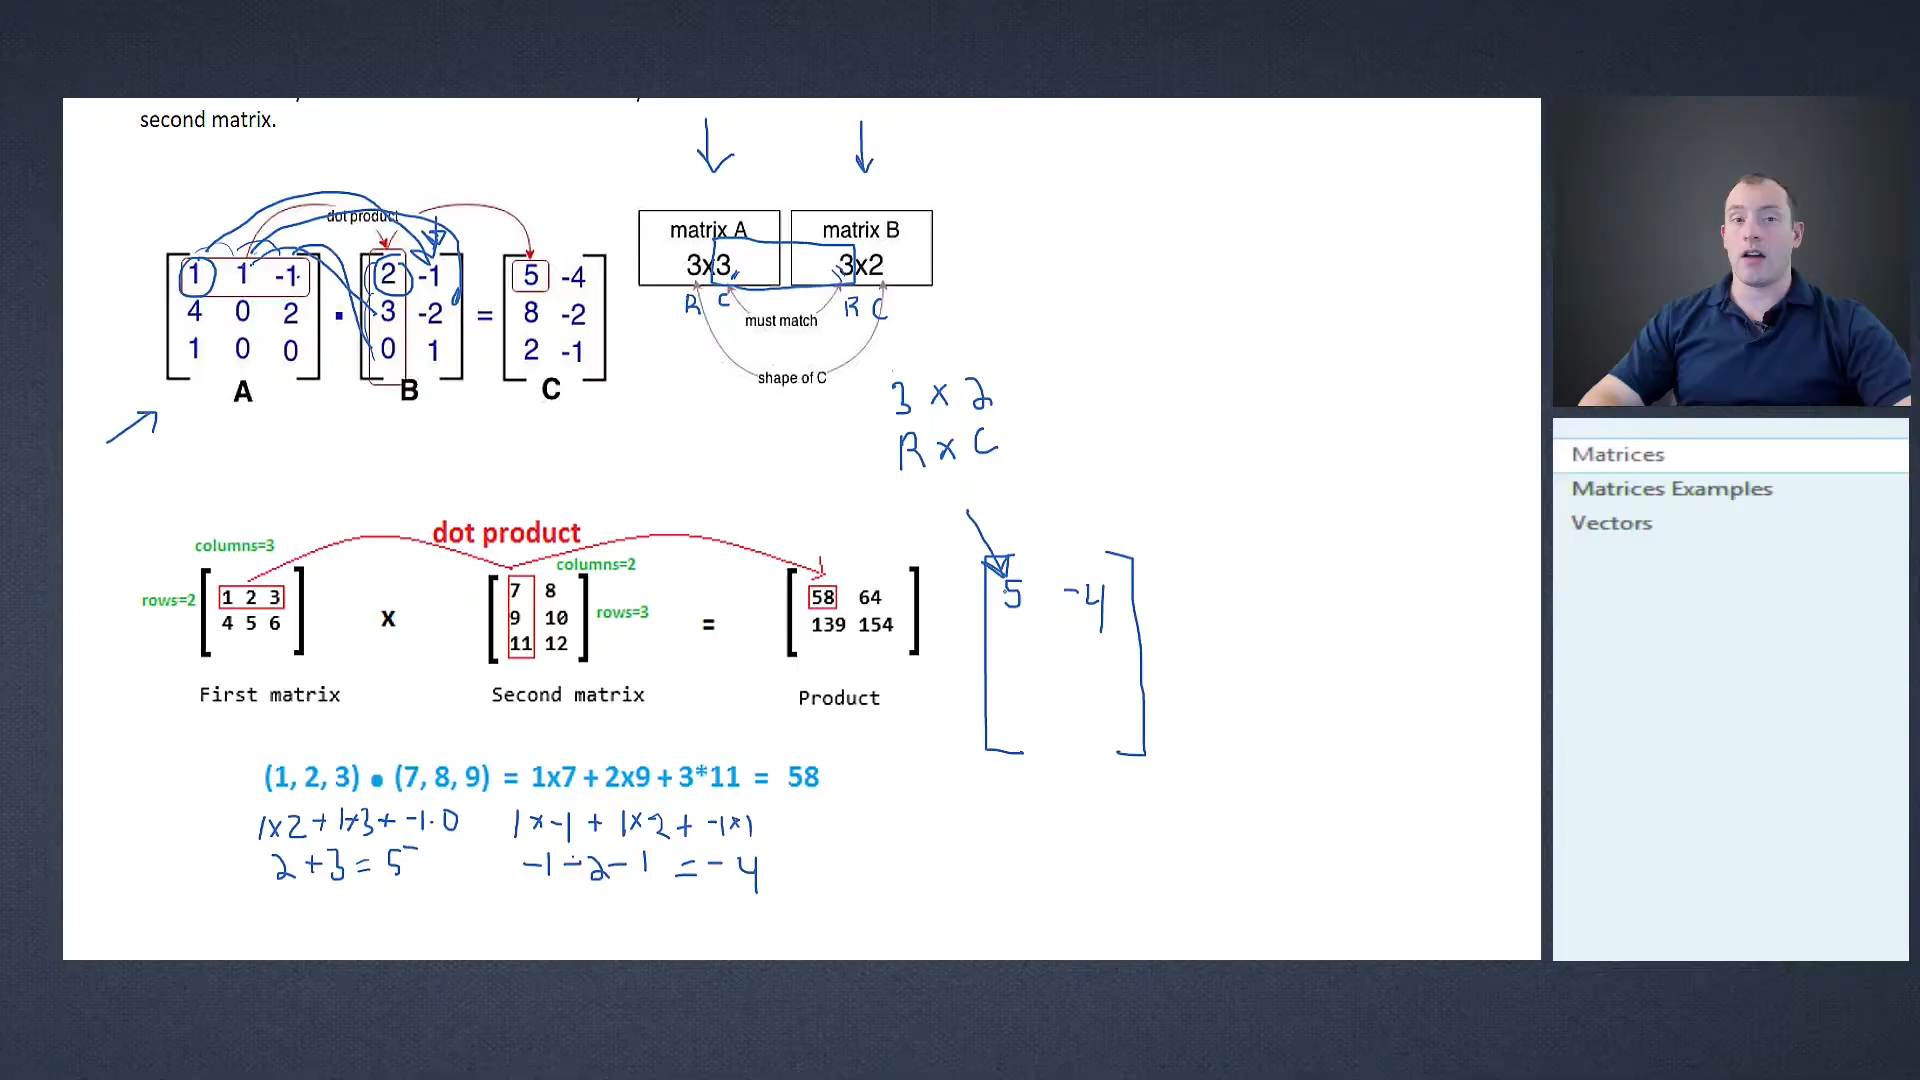 second matrix.
dot product
1 1 -1 2 -1 5 -4
4 0 2 . 3 -2 = 8 -2
1 0 0 0 1 2 -1
A B C
matrix A matrix B
3x3 3x2
R C R C
must match
shape of C
3 x 2
R x C
dot product
columns=3
columns=2
rows=2
rows=3
1 2 3 7 8 58 64
4 5 6 x 9 10 = 139 154
11 12
First matrix Second matrix Product
5 -4
(1, 2, 3) • (7, 8, 9) = 1x7 + 2x9 + 3*11 = 58
1x2 + 1x3 + -1·0 1x-1 + 1x-2 + -1x1
2 + 3 = 5 -1 - 2 - 1 = -4
Matrices
Matrices Examples
Vectors